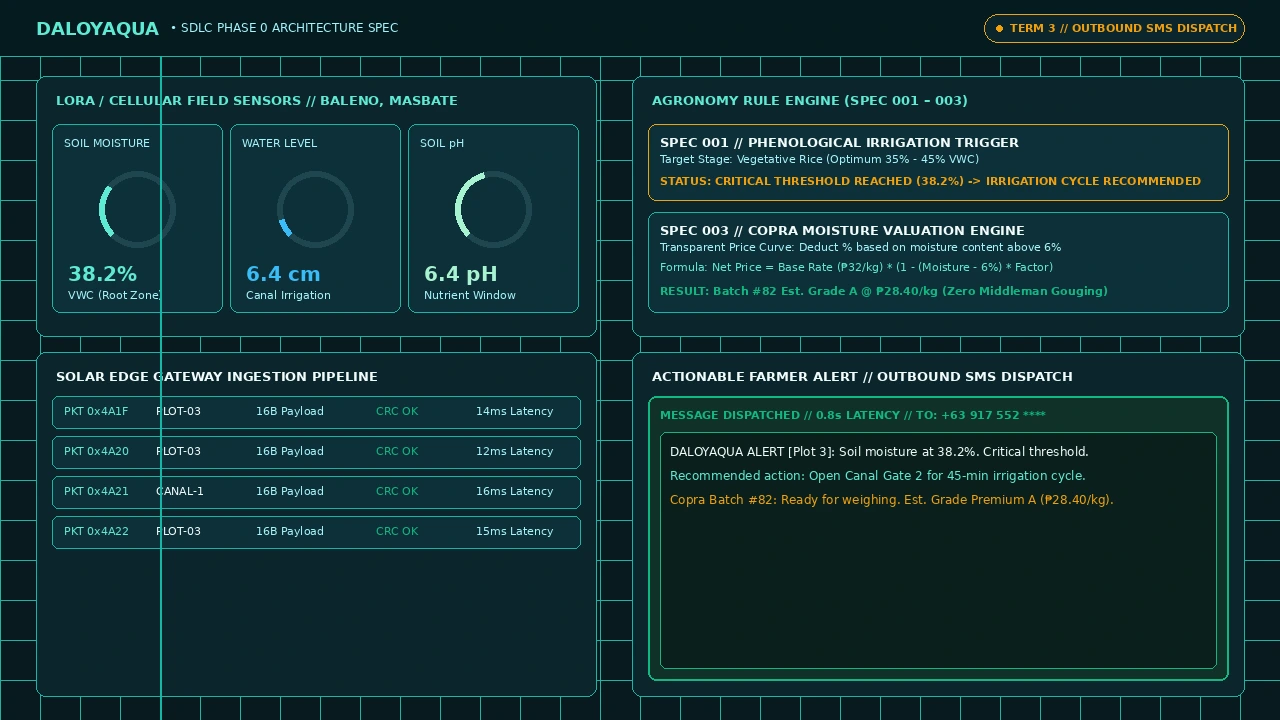 DALOYAQUA • SDLC PHASE 0 ARCHITECTURE SPEC
● TERM 3 // OUTBOUND SMS DISPATCH
LORA / CELLULAR FIELD SENSORS // BALENO, MASBATE
SOIL MOISTURE
38.2%
VWC (Root Zone)
WATER LEVEL
6.4 cm
Canal Irrigation
SOIL pH
6.4 pH
Nutrient Window
AGRONOMY RULE ENGINE (SPEC 001 – 003)
SPEC 001 // PHENOLOGICAL IRRIGATION TRIGGER
Target Stage: Vegetative Rice (Optimum 35% - 45% VWC)
STATUS: CRITICAL THRESHOLD REACHED (38.2%) -> IRRIGATION CYCLE RECOMMENDED
SPEC 003 // COPRA MOISTURE VALUATION ENGINE
Transparent Price Curve: Deduct % based on moisture content above 6%
Formula: Net Price = Base Rate (₱32/kg) * (1 - (Moisture - 6%) * Factor)
RESULT: Batch #82 Est. Grade A @ ₱28.40/kg (Zero Middleman Gouging)
SOLAR EDGE GATEWAY INGESTION PIPELINE
PKT 0x4A1F PLOT-03 16B Payload CRC OK 14ms Latency
PKT 0x4A20 PLOT-03 16B Payload CRC OK 12ms Latency
PKT 0x4A21 CANAL-1 16B Payload CRC OK 16ms Latency
PKT 0x4A22 PLOT-03 16B Payload CRC OK 15ms Latency
ACTIONABLE FARMER ALERT // OUTBOUND SMS DISPATCH
MESSAGE DISPATCHED // 0.8s LATENCY // TO: +63 917 552 ****
DALOYAQUA ALERT [Plot 3]: Soil moisture at 38.2%. Critical threshold.
Recommended action: Open Canal Gate 2 for 45-min irrigation cycle.
Copra Batch #82: Ready for weighing. Est. Grade Premium A (₱28.40/kg).